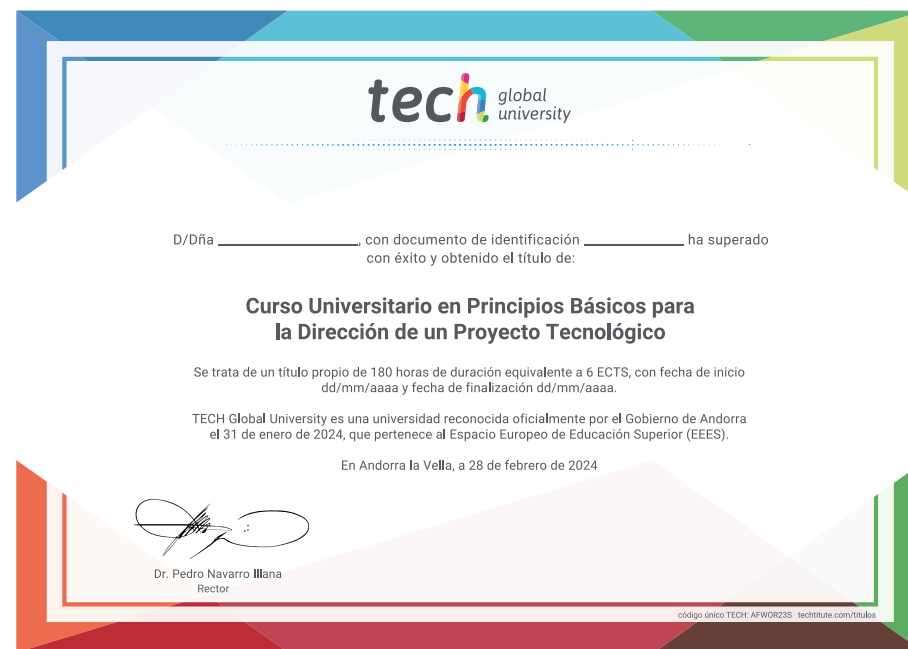 tech global university
D/Dña ____________________, con documento de identificación ______________ ha superado
con éxito y obtenido el título de:
Curso Universitario en Principios Básicos para
la Dirección de un Proyecto Tecnológico
Se trata de un título propio de 180 horas de duración equivalente a 6 ECTS, con fecha de inicio
dd/mm/aaaa y fecha de finalización dd/mm/aaaa.
TECH Global University es una universidad reconocida oficialmente por el Gobierno de Andorra
el 31 de enero de 2024, que pertenece al Espacio Europeo de Educación Superior (EEES).
En Andorra la Vella, a 28 de febrero de 2024
Dr. Pedro Navarro Illana
Rector
código único TECH: AFWOR23S techtitute.com/titulos